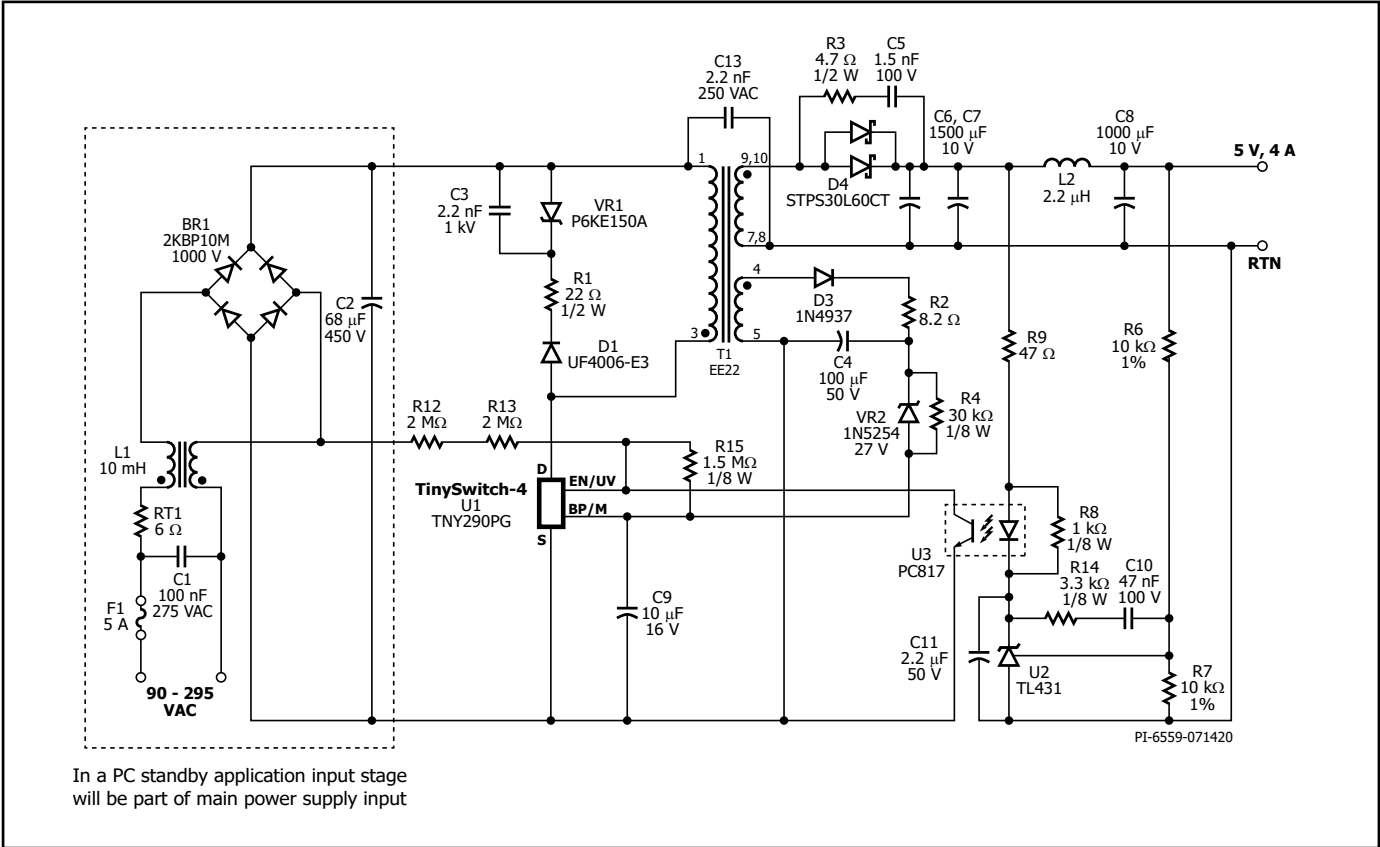 C13
2.2 nF
250 VAC
R3
4.7 Ω
1/2 W
C5
1.5 nF
100 V
C6, C7
1500 μF
10 V
C8
1000 μF
10 V
5 V, 4 A
RTN
L2
2.2 μH
D4
STPS30L60CT
1
3
9,10
7,8
4
5
T1
EE22
C3
2.2 nF
1 kV
VR1
P6KE150A
R1
22 Ω
1/2 W
D1
UF4006-E3
BR1
2KBP10M
1000 V
C2
68 μF
450 V
D3
1N4937
R2
8.2 Ω
C4
100 μF
50 V
VR2
1N5254
27 V
R4
30 kΩ
1/8 W
R9
47 Ω
R6
10 kΩ
1%
L1
10 mH
RT1
6 Ω
C1
100 nF
275 VAC
F1
5 A
90 - 295
VAC
R12
2 MΩ
R13
2 MΩ
R15
1.5 MΩ
1/8 W
TinySwitch-4
U1
TNY290PG
D
S
EN/UV
BP/M
C9
10 μF
16 V
U3
PC817
R8
1 kΩ
1/8 W
R14
3.3 kΩ
1/8 W
C10
47 nF
100 V
C11
2.2 μF
50 V
U2
TL431
R7
10 kΩ
1%
PI-6559-071420
In a PC standby application input stage
will be part of main power supply input